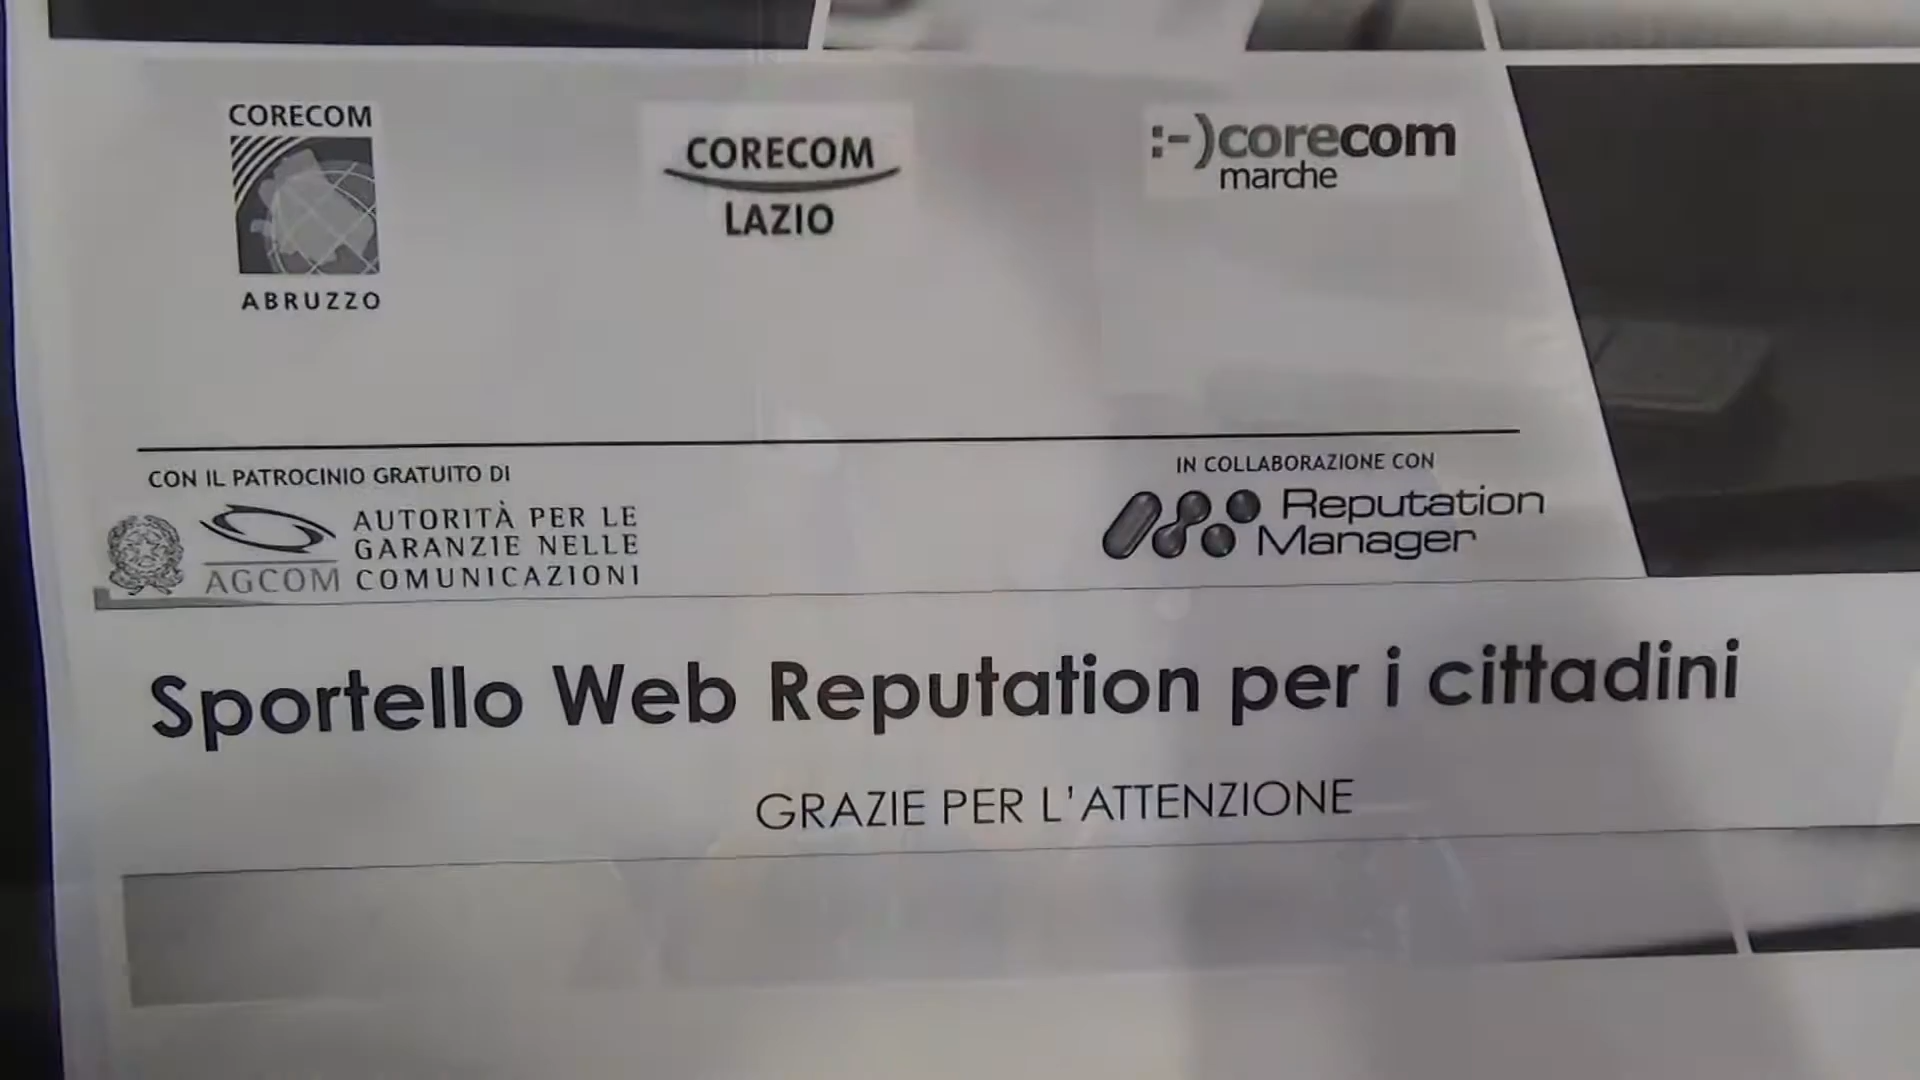 CORECOM
ABRUZZO
CORECOM
LAZIO
:-)corecom
marche
CON IL PATROCINIO GRATUITO DI
AGCOM
AUTORITÀ PER LE
GARANZIE NELLE
COMUNICAZIONI
IN COLLABORAZIONE CON
Reputation
Manager
Sportello Web Reputation per i cittadini
GRAZIE PER L'ATTENZIONE